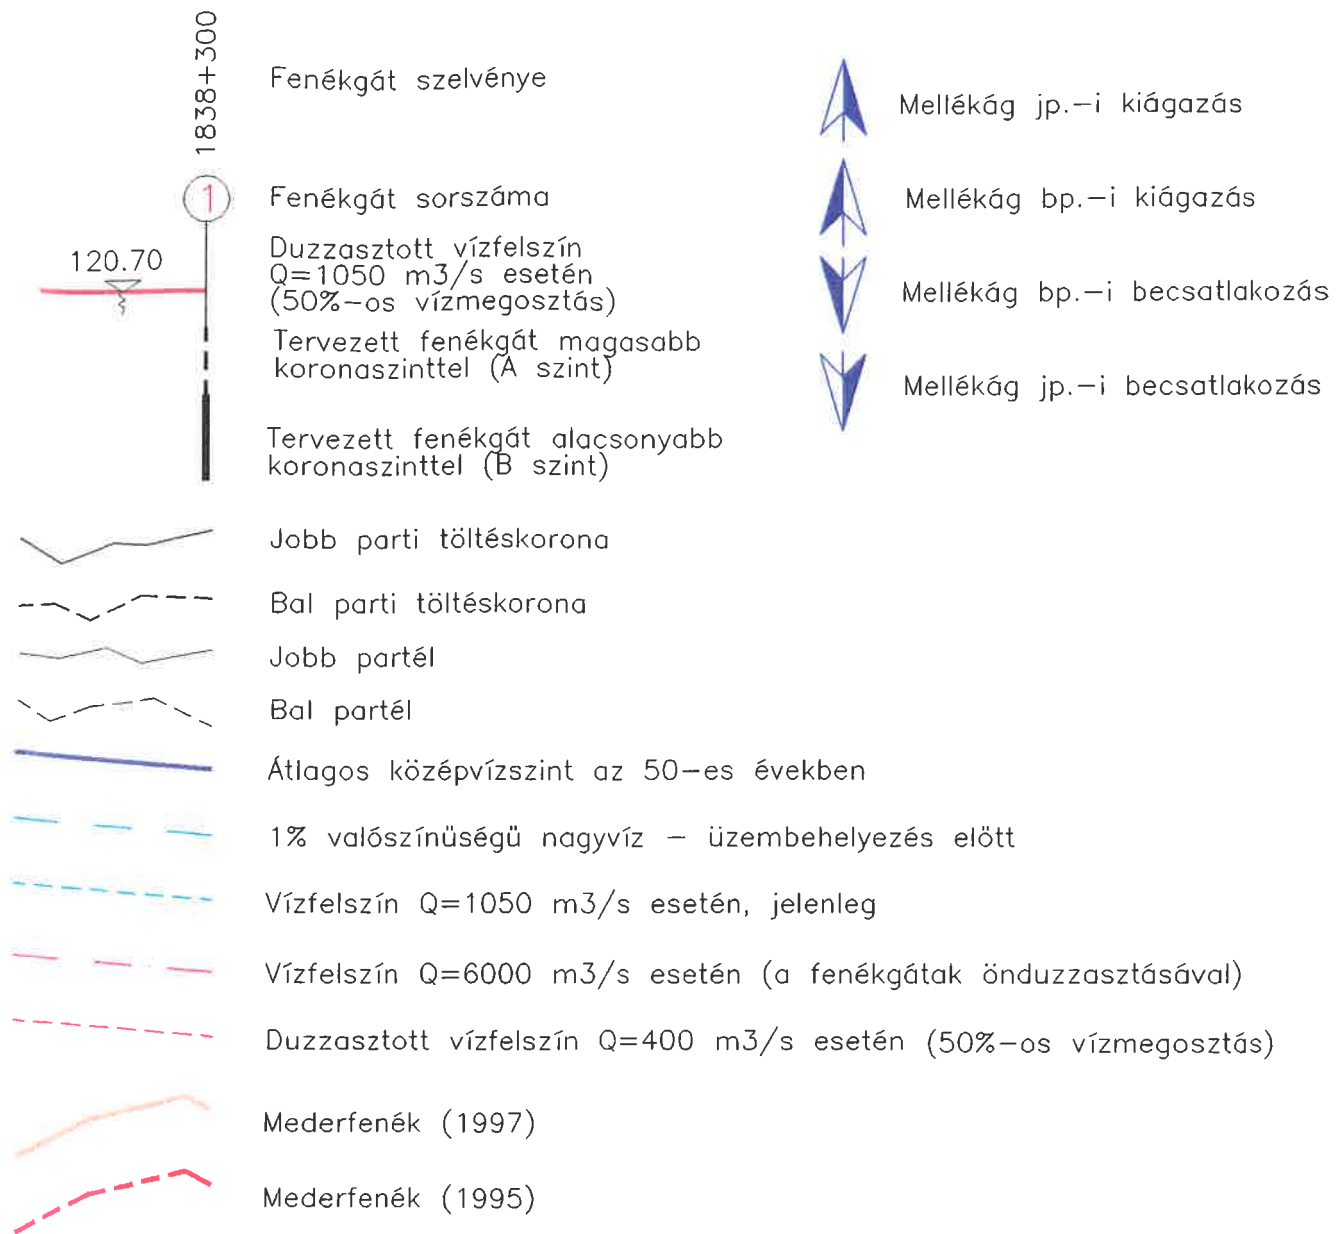 1838+300
Fenékgát szelvénye
1
Fenékgát sorszáma
120.70
Duzzasztott vízfelszín
Q=1050 m3/s esetén
(50%-os vízmegosztás)
Tervezett fenékgát magasabb
koronaszinttel (A szint)
Tervezett fenékgát alacsonyabb
koronaszinttel (B szint)
Jobb parti töltéskorona
Bal parti töltéskorona
Jobb partél
Bal partél
Átlagos középvízszint az 50-es években
1% valószínüségü nagyvíz - üzembehelyezés elött
Vízfelszín Q=1050 m3/s esetén, jelenleg
Vízfelszín Q=6000 m3/s esetén (a fenékgátak önduzzasztásával)
Duzzasztott vízfelszín Q=400 m3/s esetén (50%-os vízmegosztás)
Mederfenék (1997)
Mederfenék (1995)
Mellékág jp.-i kiágazás
Mellékág bp.-i kiágazás
Mellékág bp.-i becsatlakozás
Mellékág jp.-i becsatlakozás